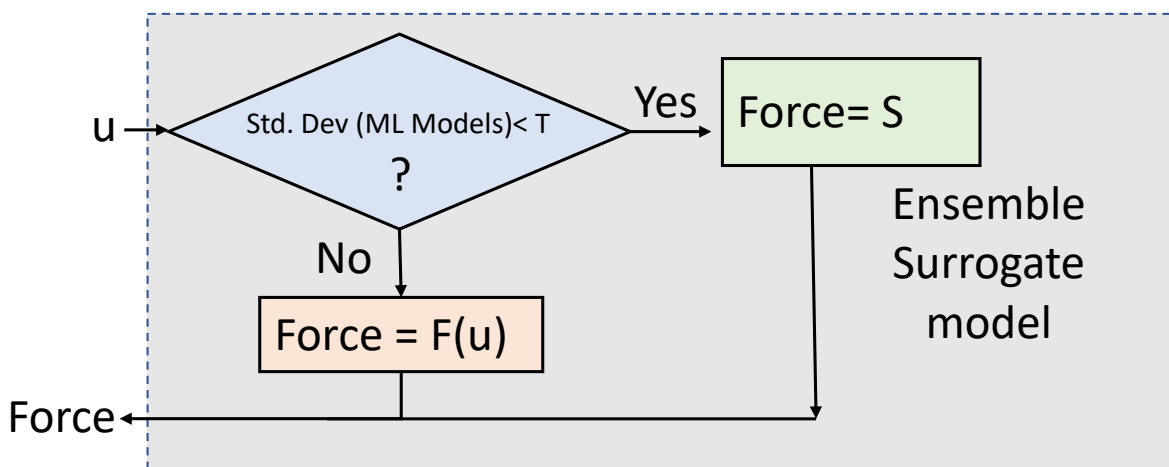 u
Std. Dev (ML Models)< T
?
Yes
Force= S
Ensemble
Surrogate
model
No
Force = F(u)
Force